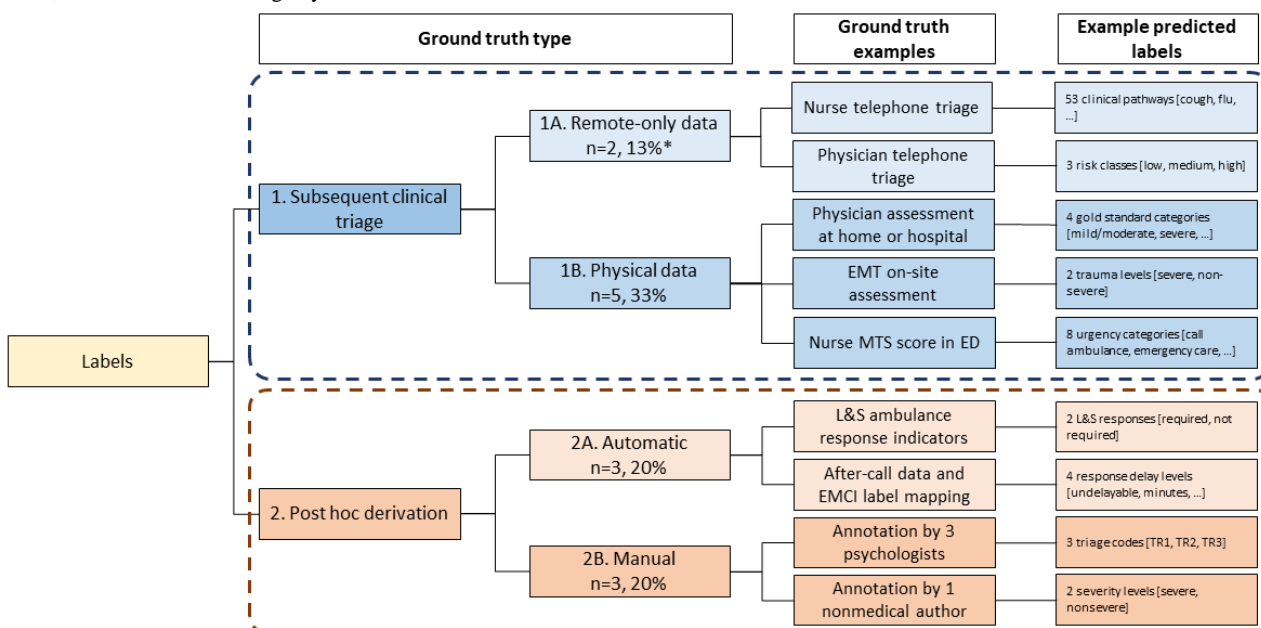 Ground truth type
Ground truth
examples
Example predicted
labels
Labels
1. Subsequent clinical
triage
1A. Remote-only data
n=2, 13%*
Nurse telephone triage
53 clinical pathways [cough, flu,
...]
Physician telephone
triage
3 risk classes [low, medium, high]
1B. Physical data
n=5, 33%
Physician assessment
at home or hospital
4 gold standard categories
[mild/moderate, severe, ...]
EMT on-site
assessment
2 trauma levels [severe, non-
severe]
Nurse MTS score in ED
8 urgency categories [call
ambulance, emergency care, ...]
2. Post hoc derivation
2A. Automatic
n=3, 20%
L&S ambulance
response indicators
2 L&S responses [required, not
required]
After-call data and
EMCI label mapping
4 response delay levels
[undelayable, minutes, ...]
2B. Manual
n=3, 20%
Annotation by 3
psychologists
3 triage codes [TR1, TR2, TR3]
Annotation by 1
nonmedical author
2 severity levels [severe,
nonsevere]